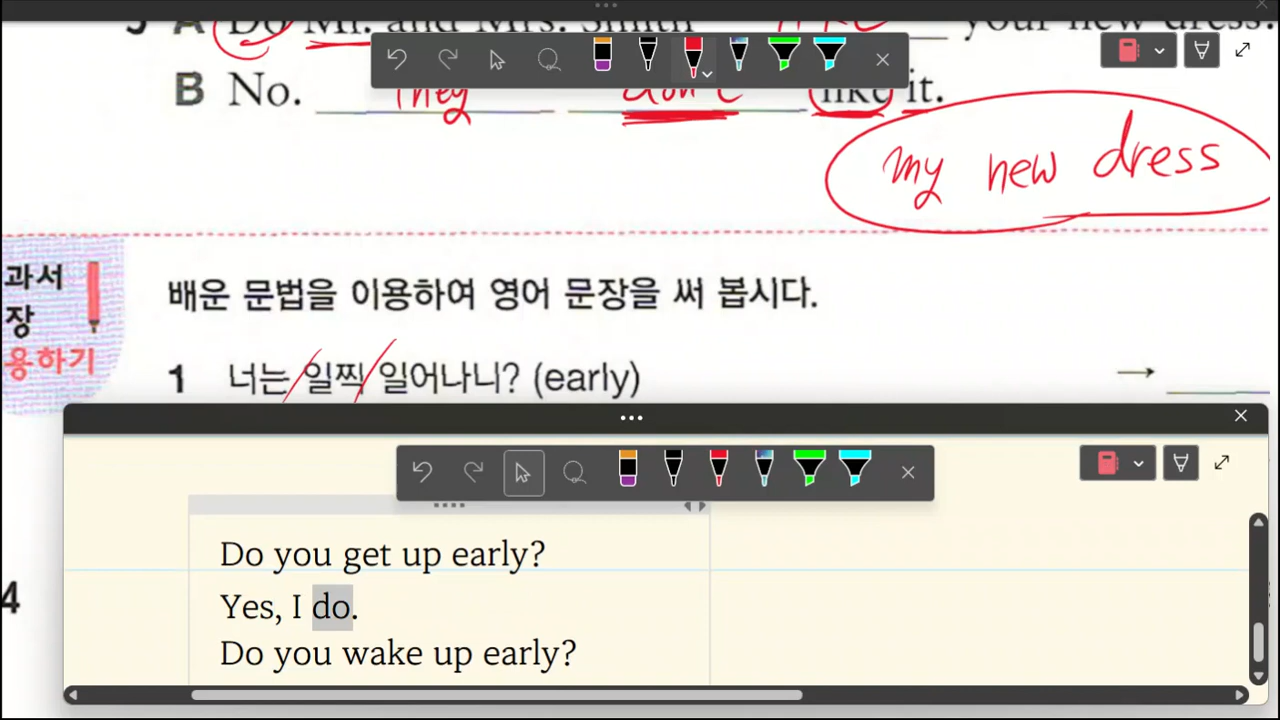 A Do Mr. and Mrs. Smith like your new dress?
B No. They don't like it.
my new dress
과서
장
용하기
배운 문법을 이용하여 영어 문장을 써 봅시다.
1 너는 일찍 일어나니? (early) →
4
Do you get up early?
Yes, I do.
Do you wake up early?